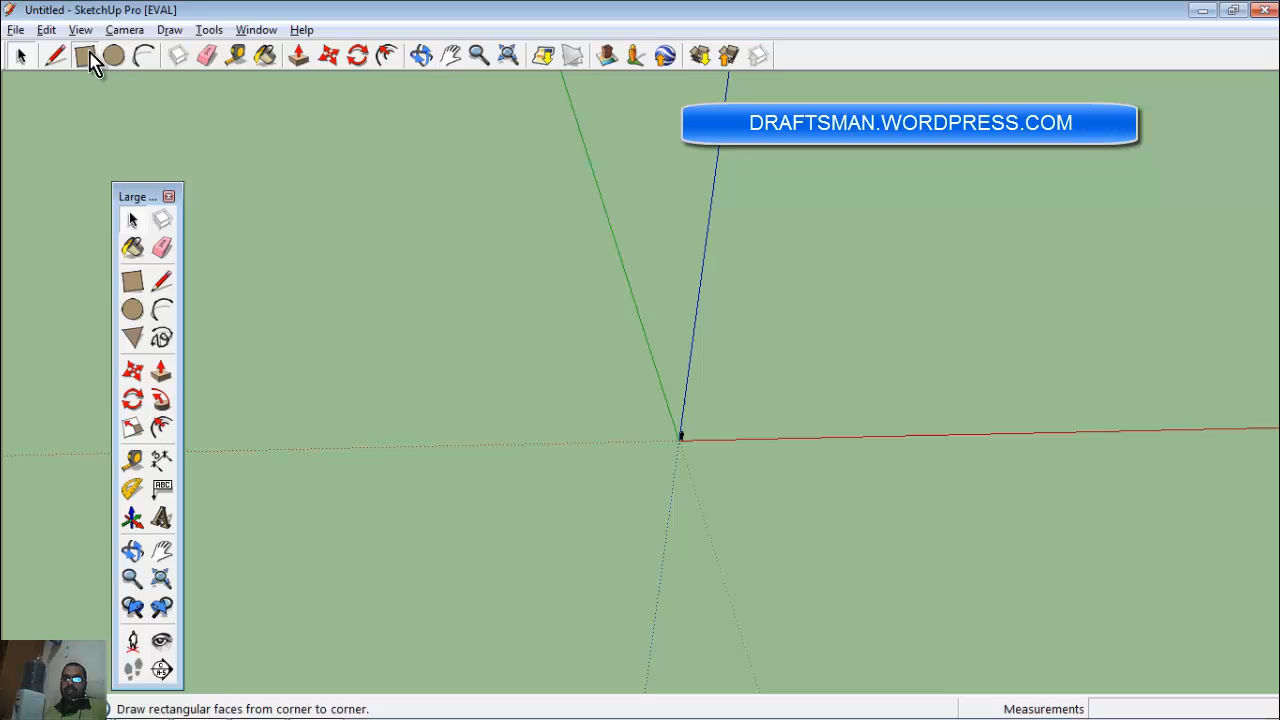 Untitled - SketchUp Pro [EVAL]
File Edit View Camera Draw Tools Window Help
DRAFTSMAN.WORDPRESS.COM
Large ...
ABC
A
C
A-S
Draw rectangular faces from corner to corner.
Measurements